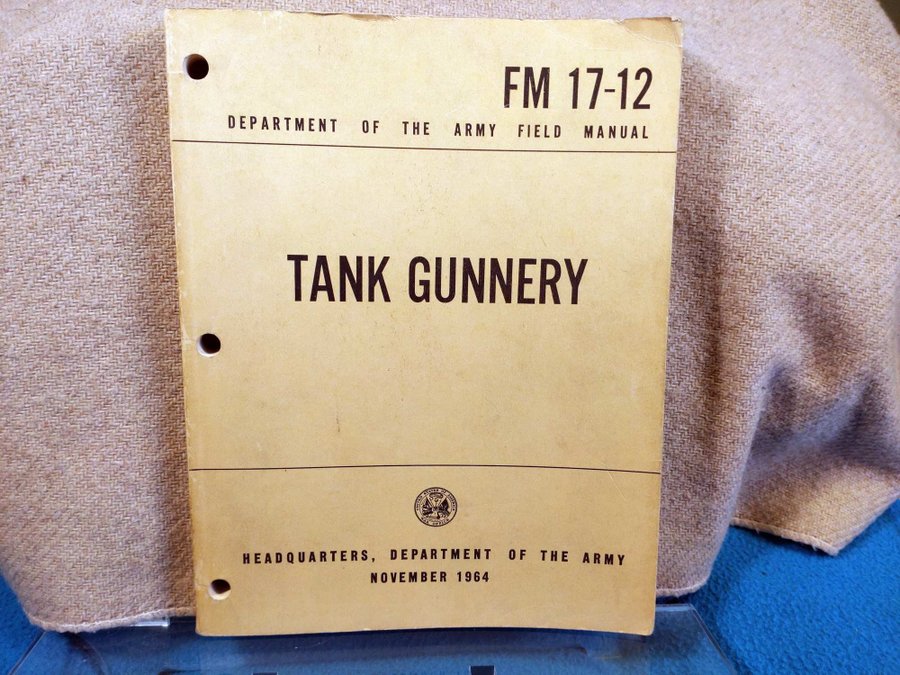 FM 17-12
DEPARTMENT OF THE ARMY FIELD MANUAL
TANK GUNNERY
HEADQUARTERS, DEPARTMENT OF THE ARMY
NOVEMBER 1964